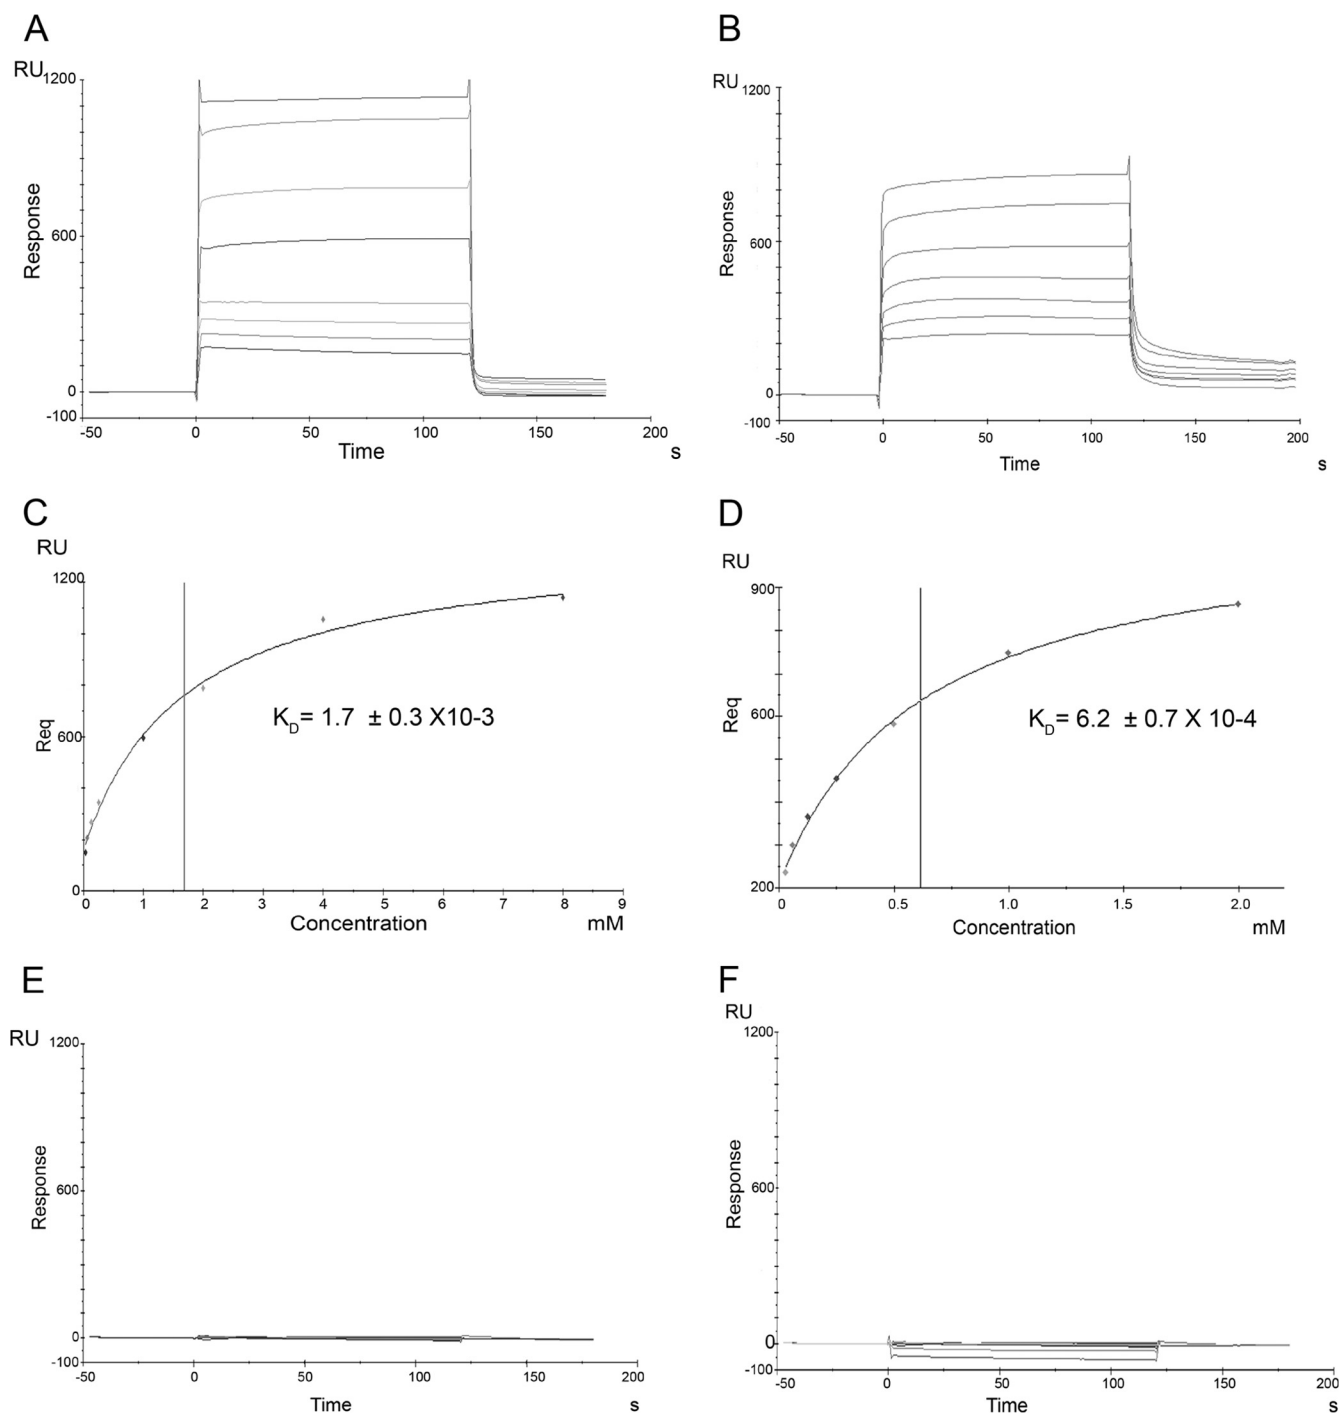 A
RU
1200
600
0
-100
Response
-50 0 50 100 150 200
Time s
B
RU
1200
600
0
-100
Response
-50 0 50 100 150 200
Time s
C
RU
1200
600
0
Req
K_D= 1.7 ± 0.3 X10-3
0 1 2 3 4 5 6 7 8 9
Concentration mM
D
RU
900
600
200
Req
K_D= 6.2 ± 0.7 X 10-4
0 0.5 1.0 1.5 2.0
Concentration mM
E
RU
1200
600
0
-100
Response
-50 0 50 100 150 200
Time s
F
RU
1200
600
0
-100
Response
-50 0 50 100 150 200
Time s